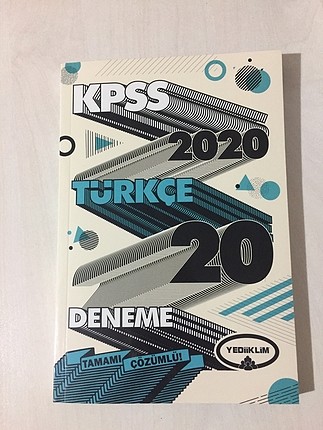 KPSS
2020
TÜRKÇE
20
DENEME
TAMAMI ÇÖZÜMLÜ!
YEDİİKLİM